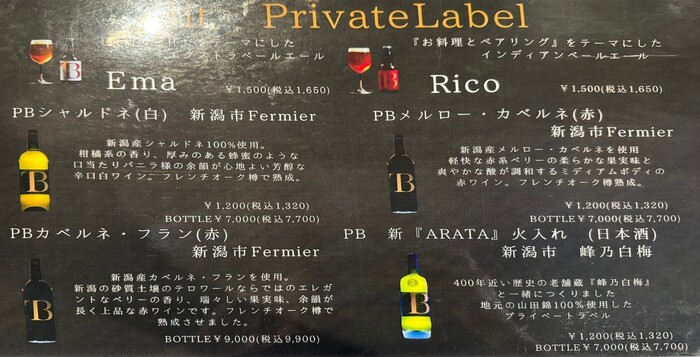 PrivateLabel
マにした
トラペールエール
Ema
￥1,500(税込1,650)
『お料理とペアリング』をテーマにした
インディアンペールエール
Rico
￥1,500(税込1,650)
PBシャルドネ(白) 新潟市Fermier
新潟産シャルドネ100%使用。
柑橘系の香り、厚みのある蜂蜜のような
口当たりバニラ様の余韻が心地よい芳醇な
辛口白ワイン。フレンチオーク樽で熟成。
￥1,200(税込1,320)
BOTTLE￥7,000(税込7,700)
PBメルロー・カベルネ(赤)
新潟市Fermier
新潟産メルロー・カベルネを使用
軽快な赤系ベリーの柔らかな果実味と
爽やかな酸が調和するミディアムボディの
赤ワイン。フレンチオーク樽熟成。
￥1,200(税込1,320)
BOTTLE￥7,000(税込7,700)
PBカベルネ・フラン(赤)
新潟市Fermier
新潟産カベルネ・フランを使用。
新潟の砂質土壌のテロワールならではのエレガ
ントなベリーの香り、瑞々しい果実味、余韻が
長く上品な赤ワインです。フレンチオーク樽で
熟成させました。
BOTTLE￥9,000(税込9,900)
PB 新『ARATA』火入れ (日本酒)
新潟市 峰乃白梅
400年近い歴史の老舗蔵『峰乃白梅』
と一緒につくりました
地元の山田錦100%使用した
プライベートラベル
￥1,200(税込1,320)
BOTTLE￥7,000(税込7,700)
B
B
TB
TB
TB
TB